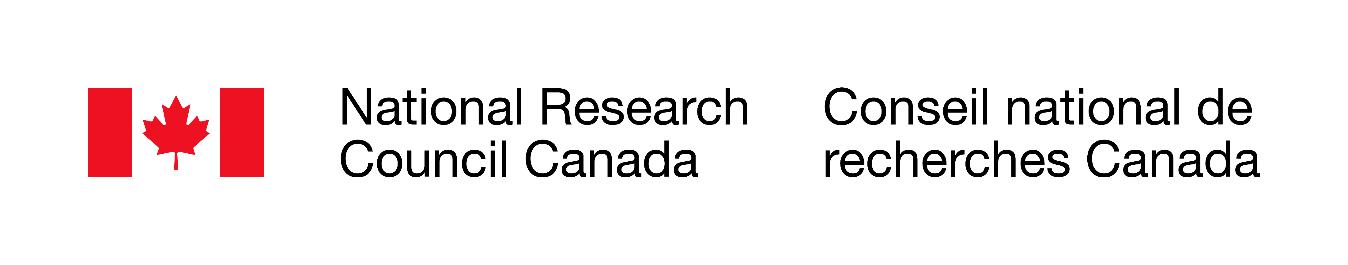 National Research
Council Canada
Conseil national de
recherches Canada